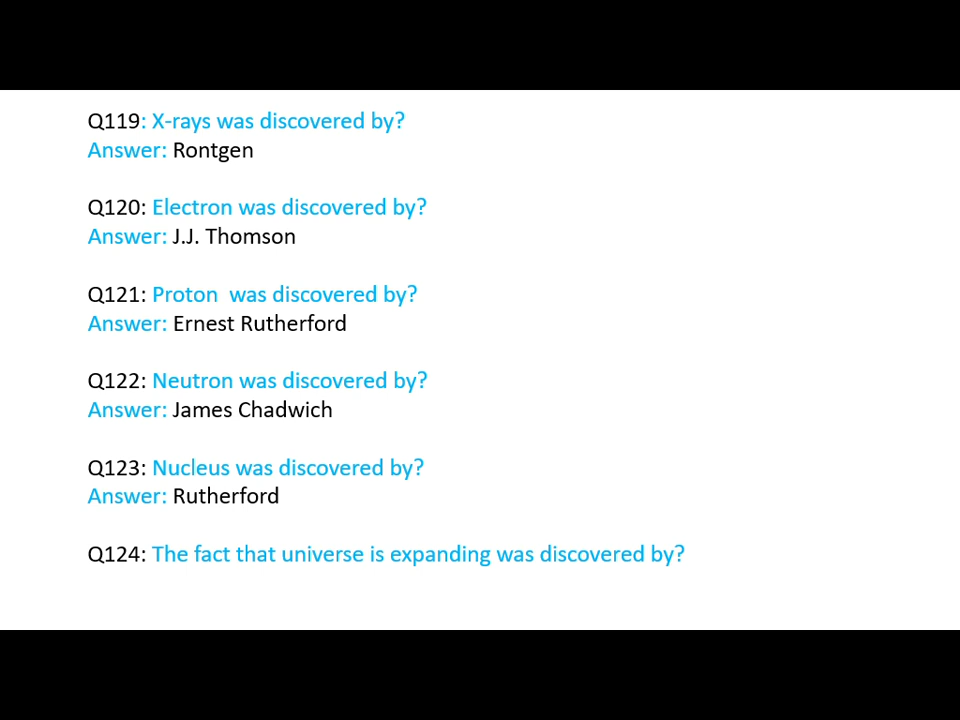 Q119: X-rays was discovered by?
Answer: Rontgen
Q120: Electron was discovered by?
Answer: J.J. Thomson
Q121: Proton  was discovered by?
Answer: Ernest Rutherford
Q122: Neutron was discovered by?
Answer: James Chadwich
Q123: Nucleus was discovered by?
Answer: Rutherford
Q124: The fact that universe is expanding was discovered by?